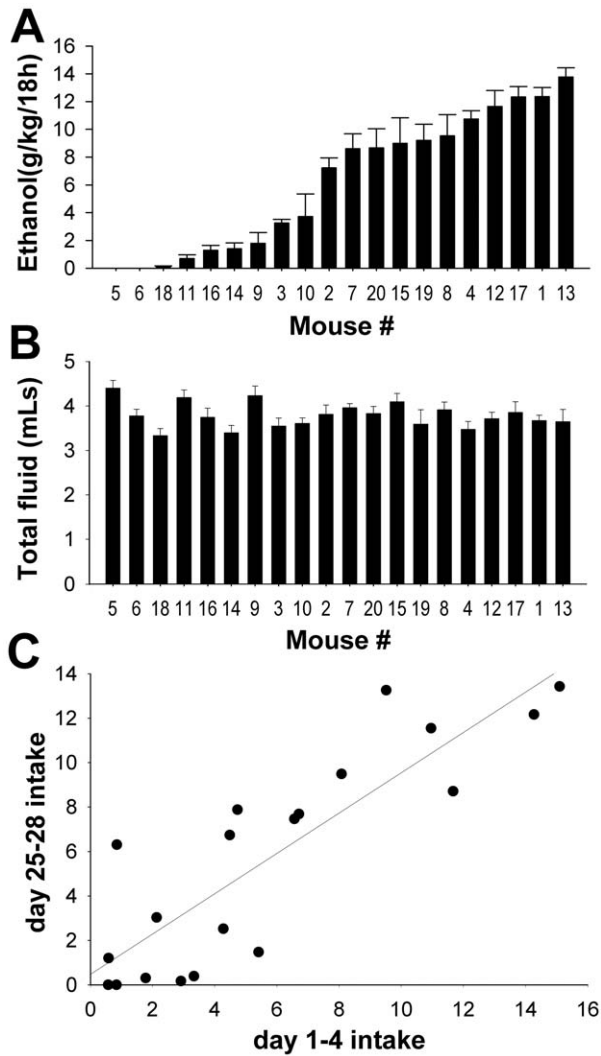 A
Ethanol(g/kg/18h)
16
14
12
10
8
6
4
2
0
5 6 18 11 16 14 9 3 10 2 7 20 15 19 8 4 12 17 1 13
Mouse #
B
Total fluid (mLs)
5
4
3
2
1
0
5 6 18 11 16 14 9 3 10 2 7 20 15 19 8 4 12 17 1 13
Mouse #
C
day 25-28 intake
14
12
10
8
6
4
2
0
0 2 4 6 8 10 12 14 16
day 1-4 intake